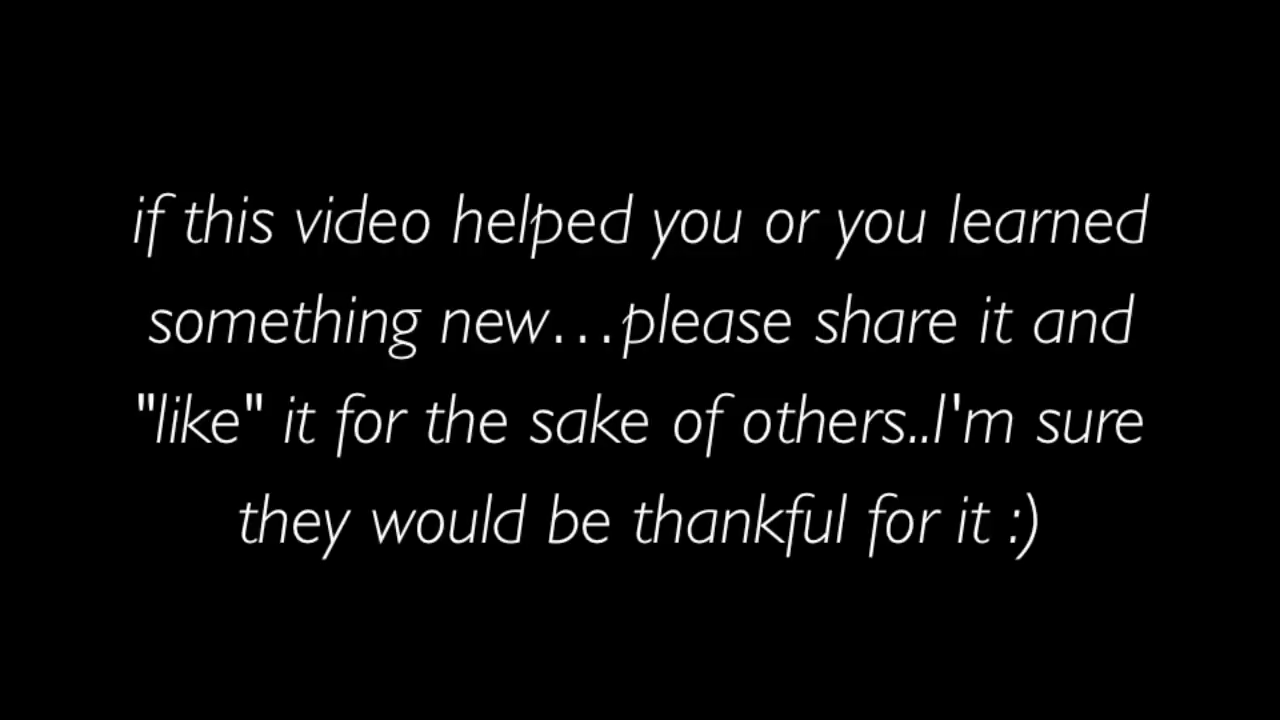 if this video helped you or you learned
something new...please share it and
"like" it for the sake of others..I'm sure
they would be thankful for it :)